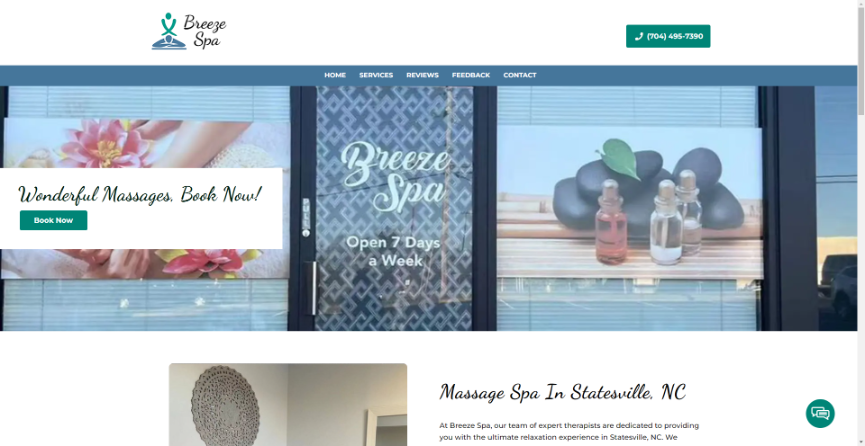 Breeze
Spa
(704) 495-7390
HOME SERVICES REVIEWS FEEDBACK CONTACT
Breeze
Spa
Open 7 Days
a Week
Wonderful Massages, Book Now!
Book Now
Massage Spa In Statesville, NC
At Breeze Spa, our team of expert therapists are dedicated to providing
you with the ultimate relaxation experience in Statesville, NC. We